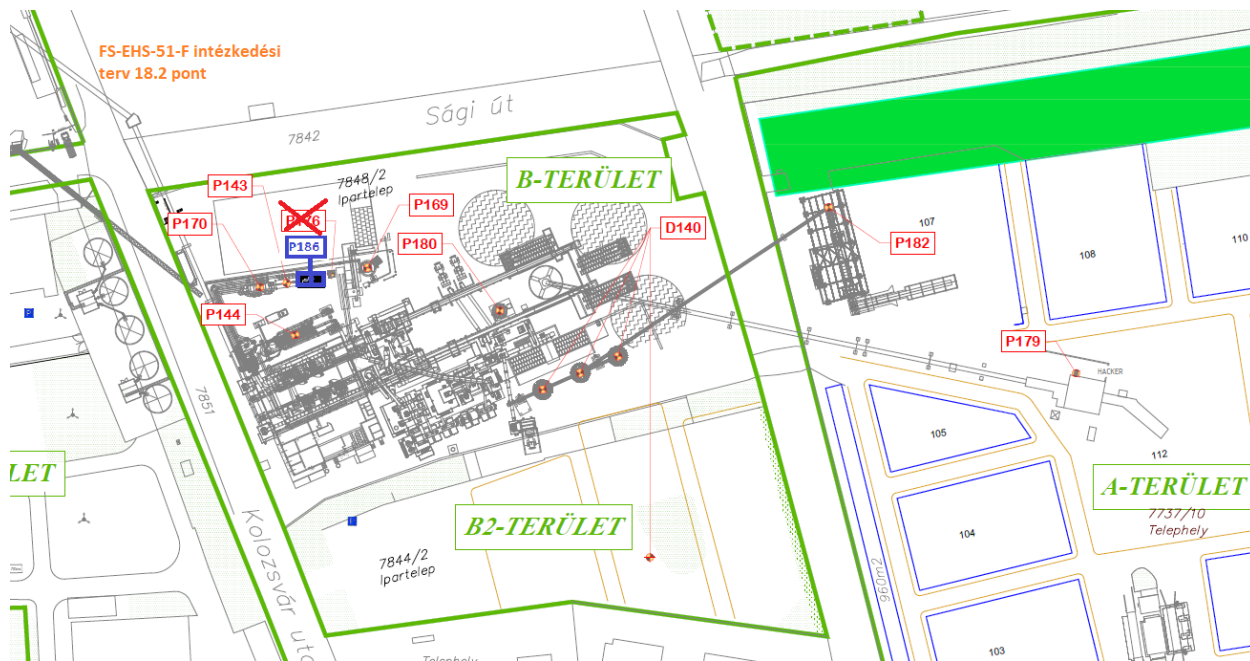 FS-EHS-51-F intézkedési
terv 18.2 pont
Sági út
7842
7848/2
Ipartelep
B-TERÜLET
P143
P170
P186
P169
P180
D140
P182
P144
107
108
110
P179
HACKER
7851
105
112
LET
A-TERÜLET
7737/10
Telephely
B2-TERÜLET
104
7844/2
Ipartelep
Kolozsvár utc
960m2
103
Telephely
P